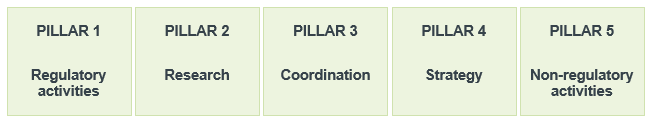 PILLAR 1
Regulatory
activities
PILLAR 2
Research
PILLAR 3
Coordination
PILLAR 4
Strategy
PILLAR 5
Non-regulatory
activities